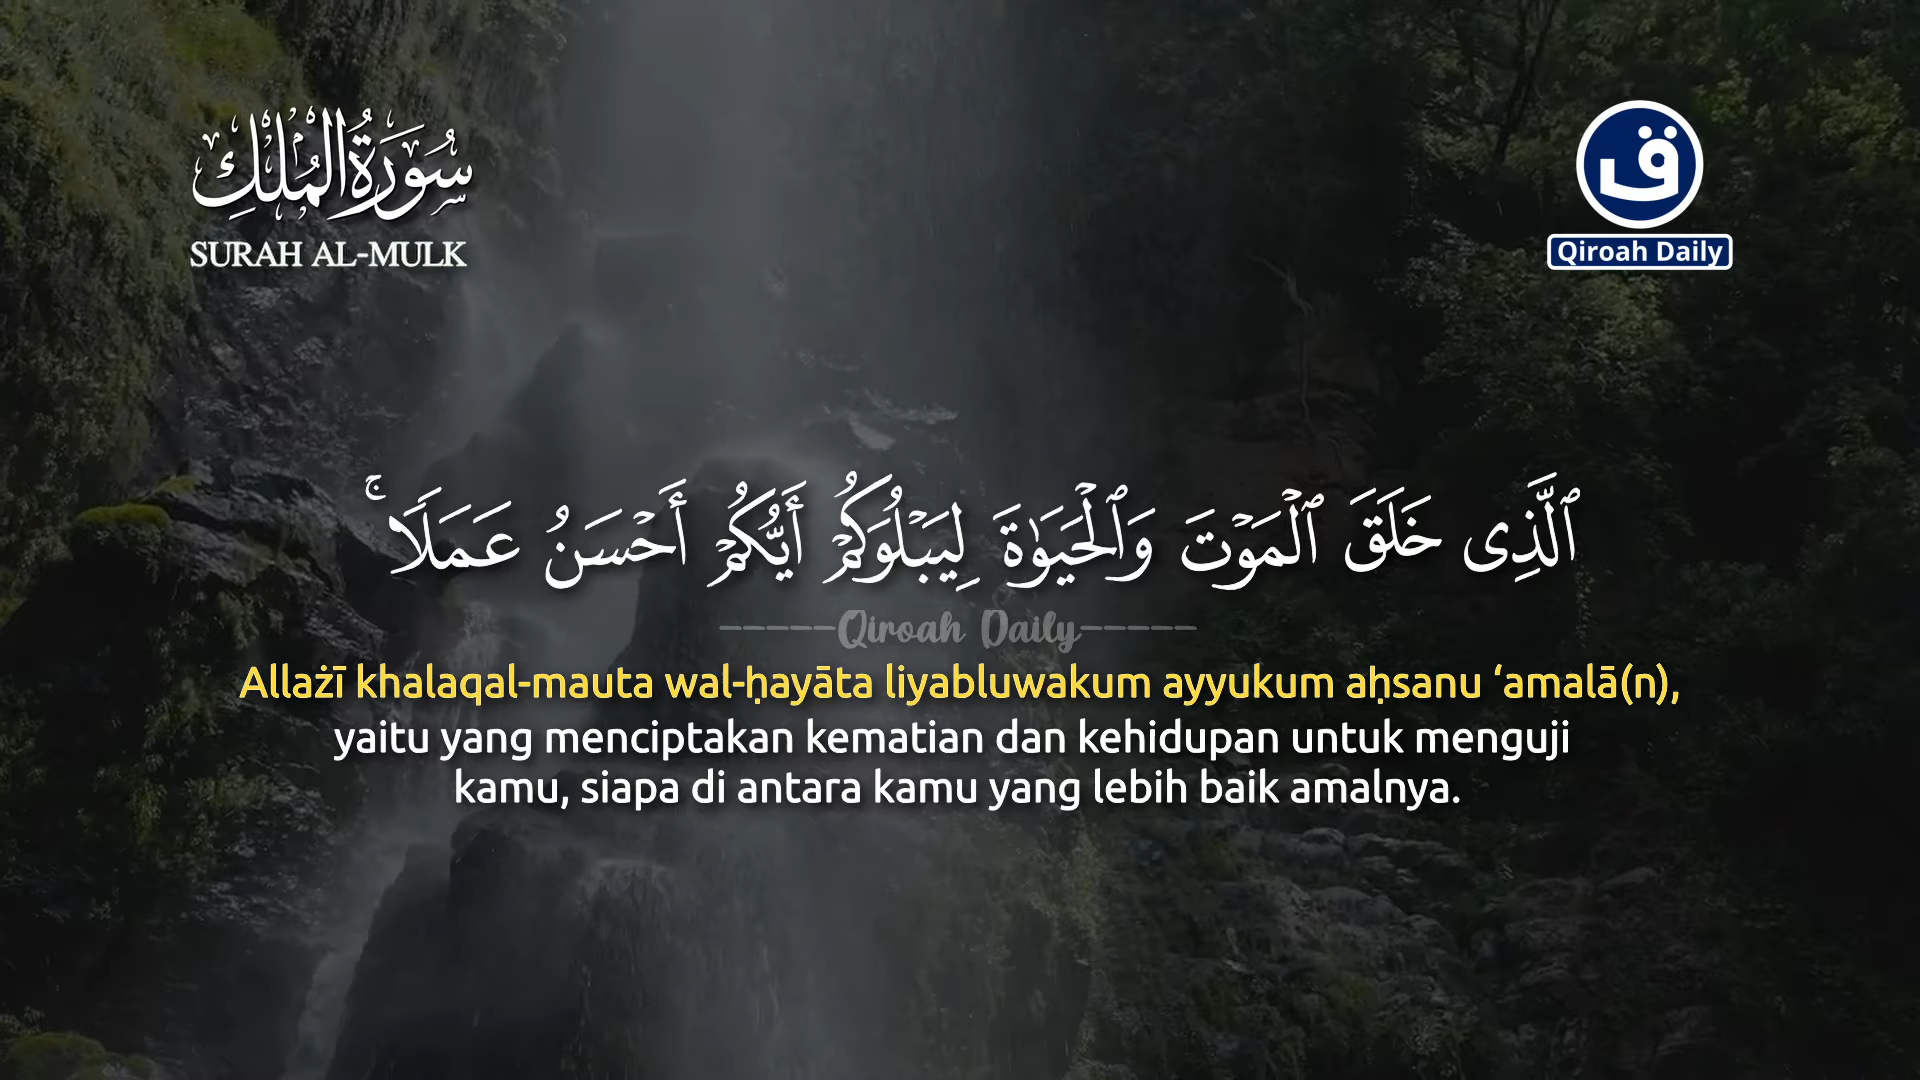 سُورَةُ الْمُلْكِ
SURAH AL-MULK
ق
Qiroah Daily
ٱلَّذِى خَلَقَ ٱلْمَوْتَ وَٱلْحَيَوٰةَ لِيَبْلُوَكُمْ أَيُّكُمْ أَحْسَنُ عَمَلًا ۚ
-----Qiroah Daily-----
Allażī khalaqal-mauta wal-ḥayāta liyabluwakum ayyukum aḥsanu ‘amalā(n),
yaitu yang menciptakan kematian dan kehidupan untuk menguji
kamu, siapa di antara kamu yang lebih baik amalnya.